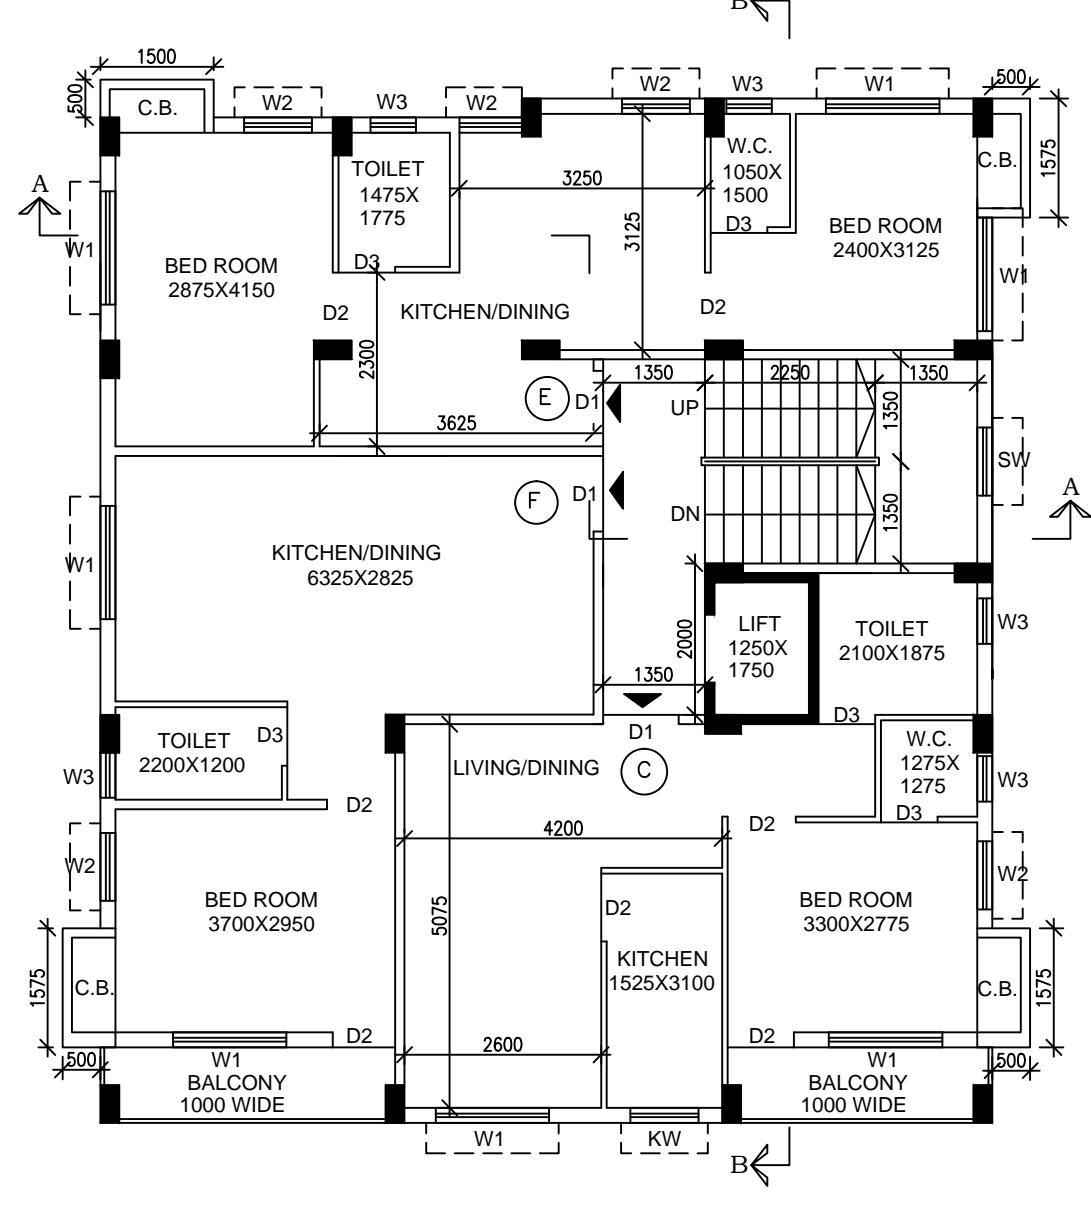 B
1500
500
C.B.
W2
W3
W2
W2
W3
W1
500
1575
C.B.
TOILET
1475X
1775
W.C.
1050X
1500
3250
3125
D3
BED ROOM
2400X3125
A
W1
BED ROOM
2875X4150
D3
W1
D2
KITCHEN/DINING
D2
2300
1350
2250
1350
E
D1
UP
1350
3625
SW
F
D1
DN
1350
A
W1
KITCHEN/DINING
6325X2825
2000
LIFT
1250X
1750
TOILET
2100X1875
W3
1350
D3
TOILET
2200X1200
D3
D1
W.C.
1275X
1275
W3
LIVING/DINING
C
W3
D2
D3
4200
D2
W2
W2
BED ROOM
3700X2950
5075
D2
BED ROOM
3300X2775
KITCHEN
1525X3100
1575
C.B.
C.B.
1575
D2
2600
D2
500
W1
W1
500
BALCONY
1000 WIDE
BALCONY
1000 WIDE
W1
KW
B